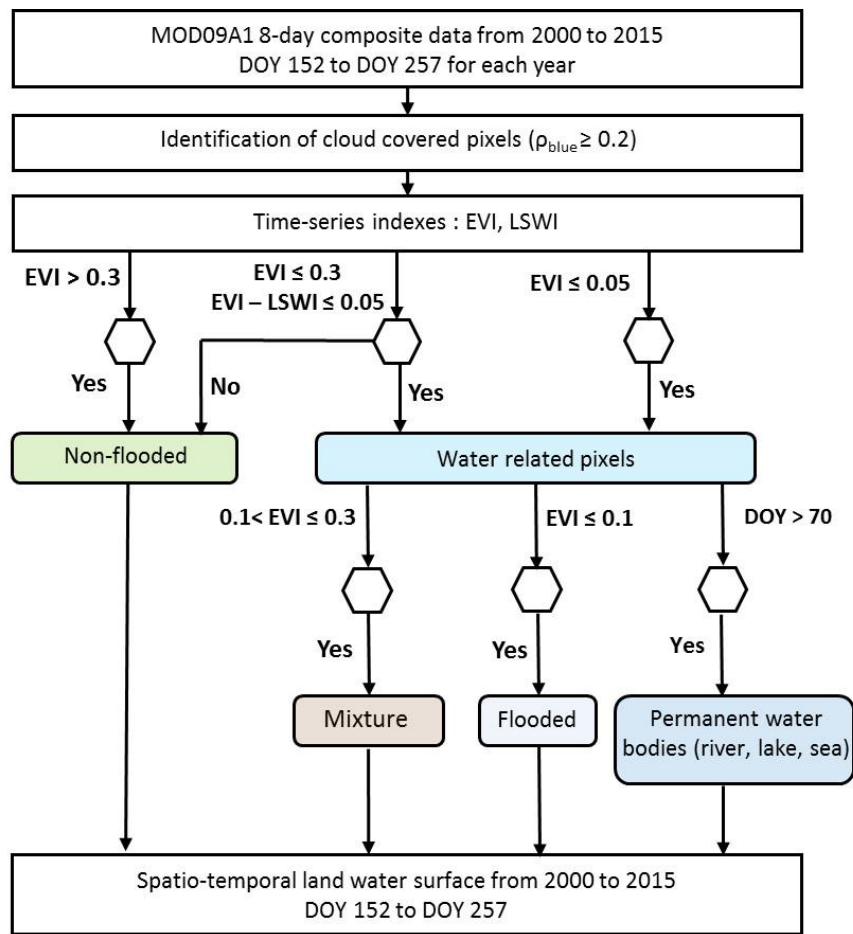 MOD09A1 8-day composite data from 2000 to 2015
DOY 152 to DOY 257 for each year
Identification of cloud covered pixels (ρblue ≥ 0.2)
Time-series indexes : EVI, LSWI
EVI > 0.3
EVI ≤ 0.3
EVI – LSWI ≤ 0.05
EVI ≤ 0.05
Yes
No
Yes
Yes
Non-flooded
Water related pixels
0.1< EVI ≤ 0.3
EVI ≤ 0.1
DOY > 70
Yes
Yes
Yes
Mixture
Flooded
Permanent water
bodies (river, lake, sea)
Spatio-temporal land water surface from 2000 to 2015
DOY 152 to DOY 257